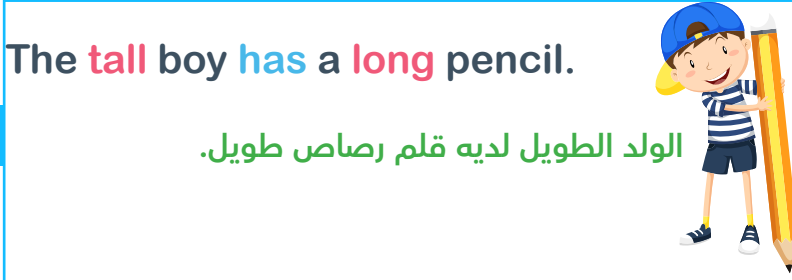 The tall boy has a long pencil.
الولد الطويل لديه قلم رصاص طويل.